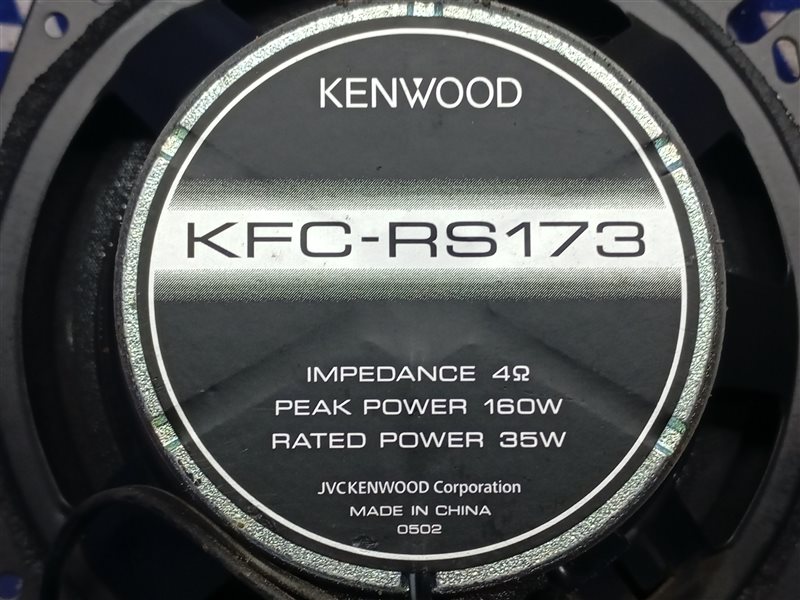 KENWOOD
KFC-RS173
IMPEDANCE 4Ω
PEAK POWER 160W
RATED POWER 35W
JVCKENWOOD Corporation
MADE IN CHINA
0502